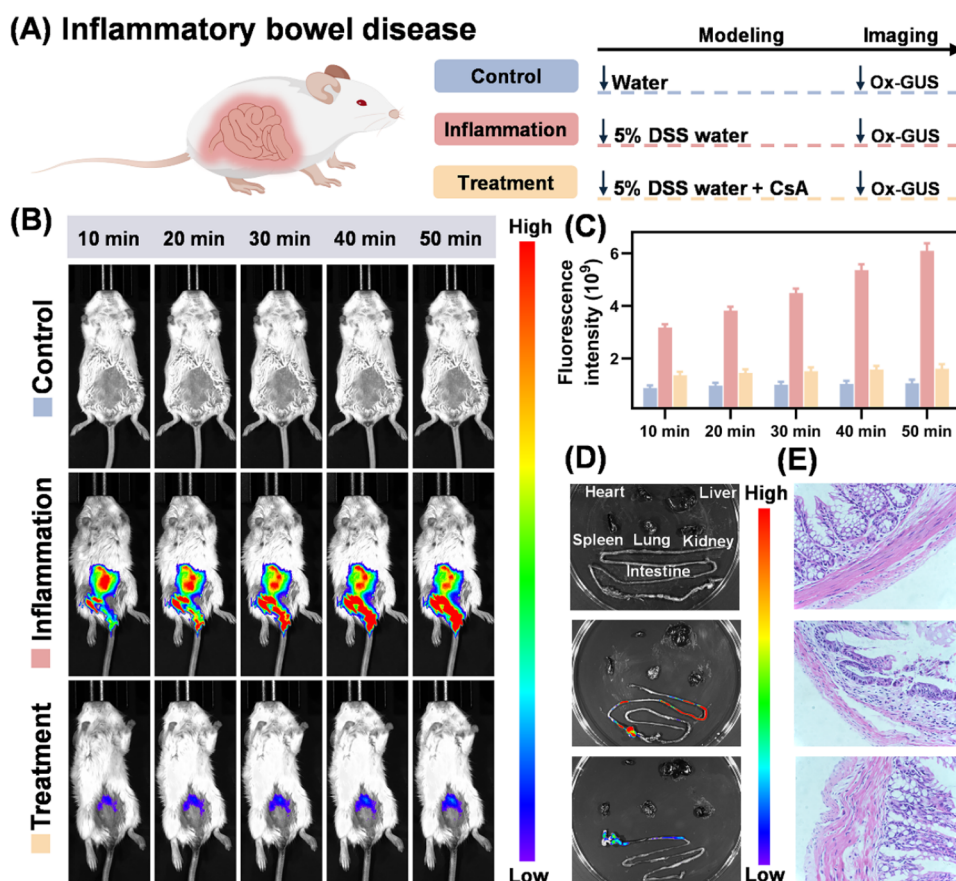 (A) Inflammatory bowel disease
Modeling Imaging
Control Water Ox-GUS
Inflammation 5% DSS water Ox-GUS
Treatment 5% DSS water + CsA Ox-GUS
(B)
10 min 20 min 30 min 40 min 50 min
Control
Inflammation
Treatment
High
Low
(C)
Fluorescence
intensity (10⁹)
6
4
2
10 min 20 min 30 min 40 min 50 min
(D)
Heart Liver
Spleen Lung Kidney
Intestine
High
Low
(E)